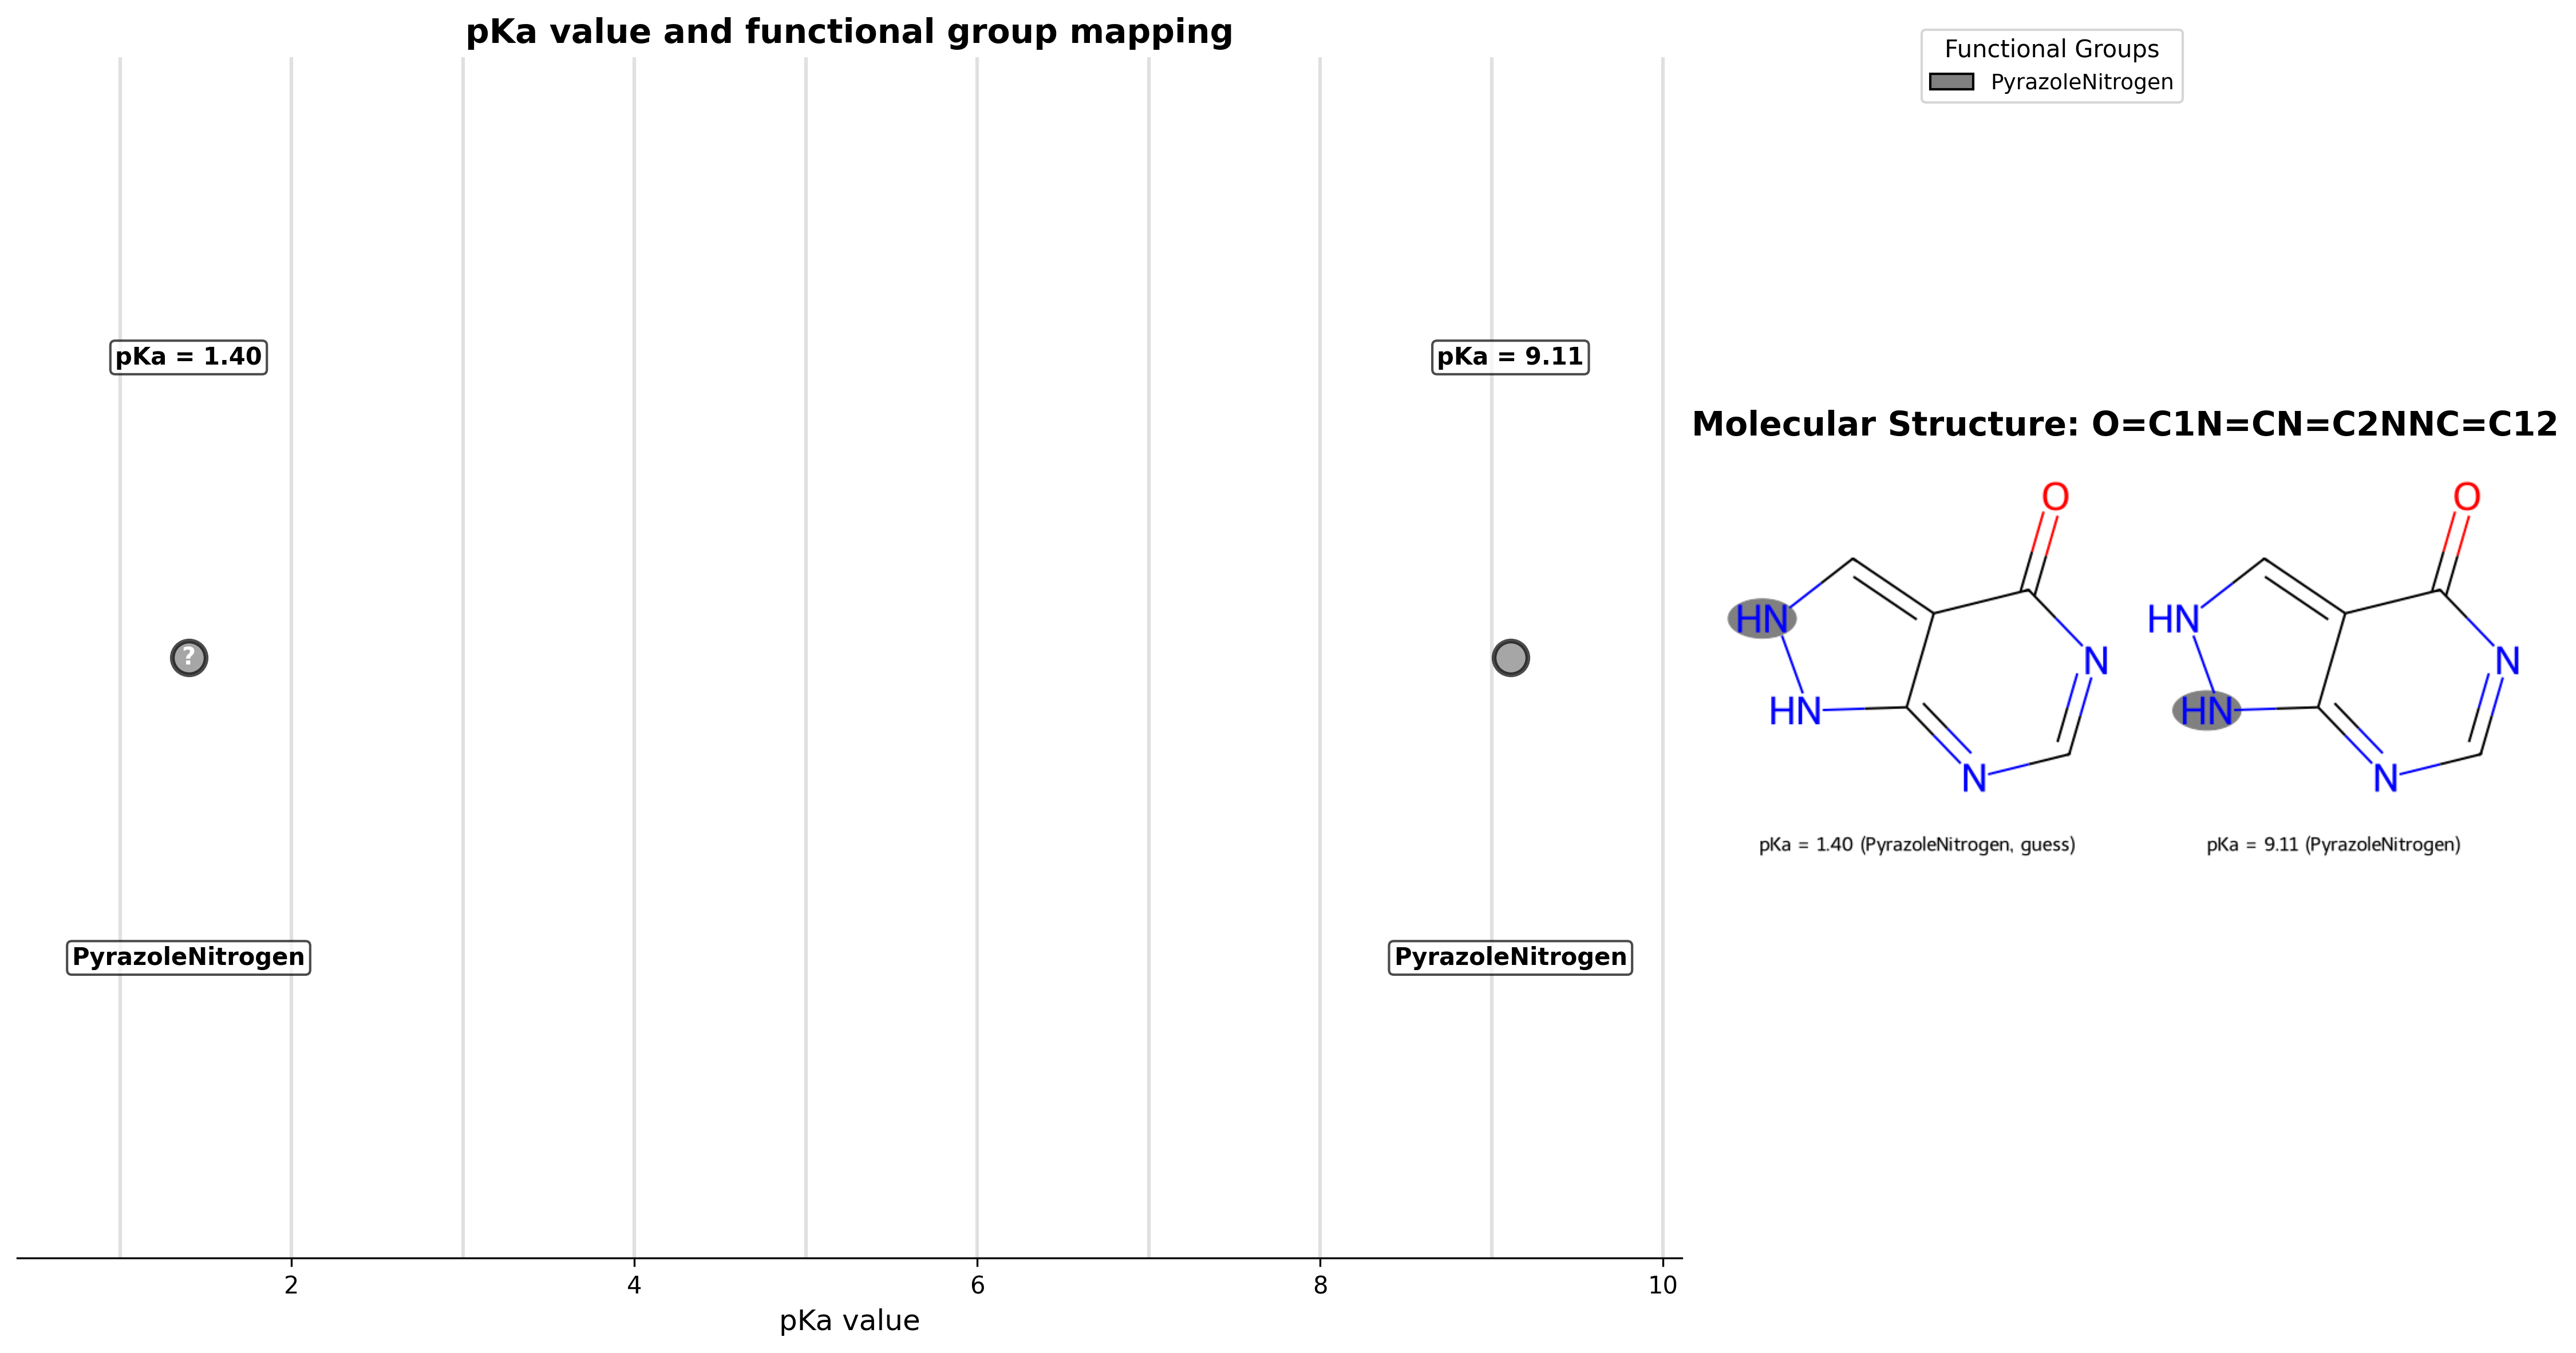 pKa value and functional group mapping
Functional Groups
PyrazoleNitrogen
pKa = 1.40
pKa = 9.11
?
PyrazoleNitrogen
PyrazoleNitrogen
2
4
6
8
10
pKa value
Molecular Structure: O=C1N=CN=C2NNC=C12
O
HN
HN
N
N
pKa = 1.40 (PyrazoleNitrogen, guess)
O
HN
HN
N
N
pKa = 9.11 (PyrazoleNitrogen)